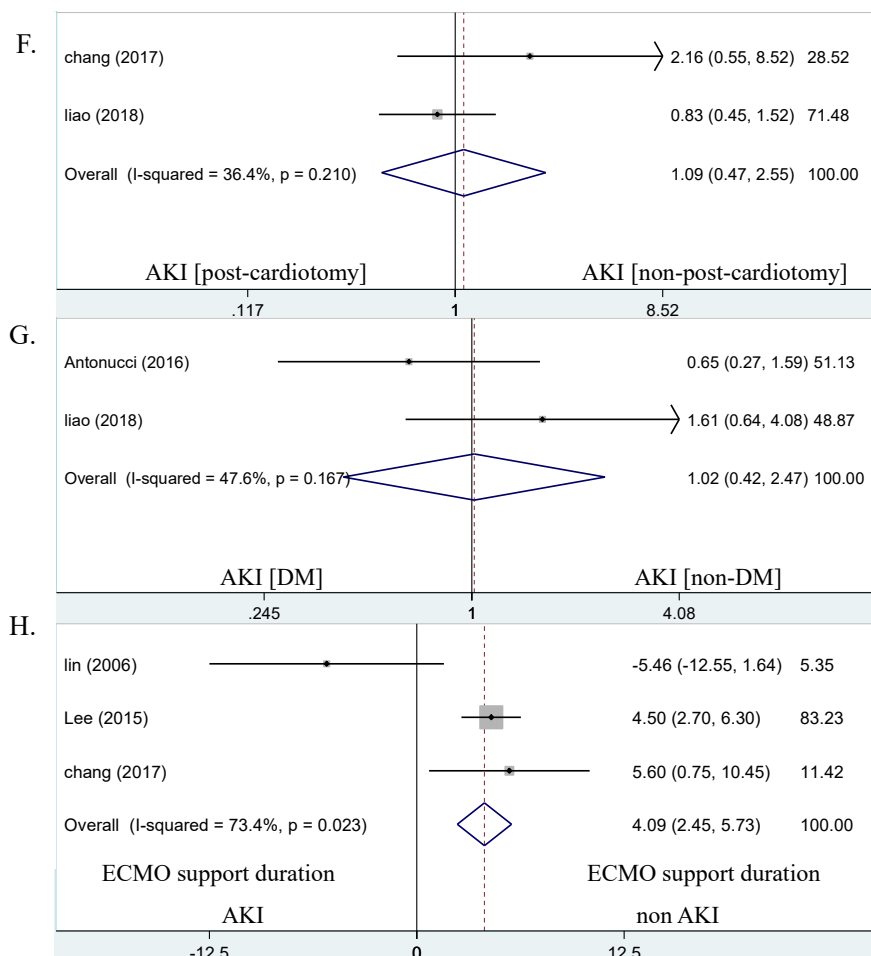 F.
chang (2017) 2.16 (0.55, 8.52) 28.52
liao (2018) 0.83 (0.45, 1.52) 71.48
Overall (I-squared = 36.4%, p = 0.210) 1.09 (0.47, 2.55) 100.00
AKI [post-cardiotomy] AKI [non-post-cardiotomy]
.117 1 8.52
G.
Antonucci (2016) 0.65 (0.27, 1.59) 51.13
liao (2018) 1.61 (0.64, 4.08) 48.87
Overall (I-squared = 47.6%, p = 0.167) 1.02 (0.42, 2.47) 100.00
AKI [DM] AKI [non-DM]
.245 1 4.08
H.
lin (2006) -5.46 (-12.55, 1.64) 5.35
Lee (2015) 4.50 (2.70, 6.30) 83.23
chang (2017) 5.60 (0.75, 10.45) 11.42
Overall (I-squared = 73.4%, p = 0.023) 4.09 (2.45, 5.73) 100.00
ECMO support duration ECMO support duration
AKI non AKI
-12.5 0 12.5